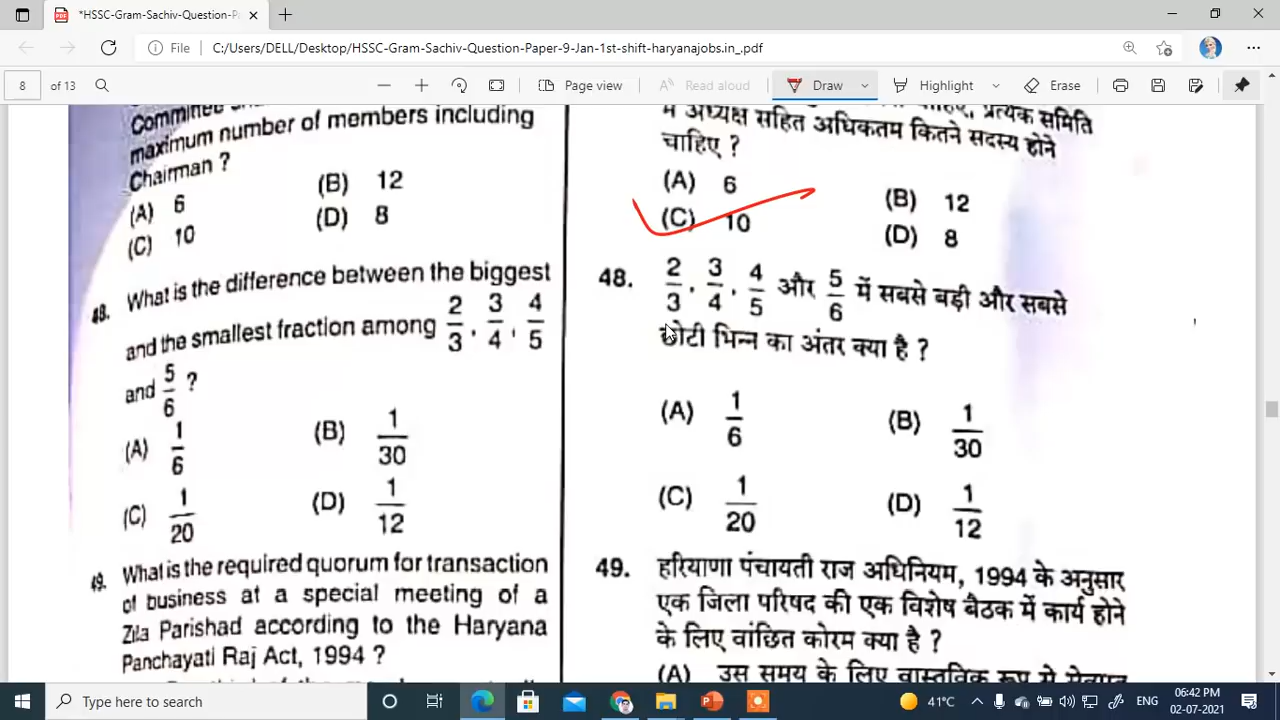 *HSSC-Gram-Sachiv-Question-Pa
File C:/Users/DELL/Desktop/HSSC-Gram-Sachiv-Question-Paper-9-Jan-1st-shift-haryanajobs.in_.pdf
8 of 13 Page view Read aloud Draw Highlight Erase
maximum number of members including
Chairman ?
(A) 6 (B) 12
(C) 10 (D) 8
48. What is the difference between the biggest
and the smallest fraction among 2/3, 3/4, 4/5
and 5/6 ?
(A) 1/6 (B) 1/30
(C) 1/20 (D) 1/12
49. What is the required quorum for transaction
of business at a special meeting of a
Zila Parishad according to the Haryana
Panchayati Raj Act, 1994 ?
प्रत्येक समिति
में अध्यक्ष सहित अधिकतम कितने सदस्य होने
चाहिए ?
(A) 6 (B) 12
(C) 10 (D) 8
48. 2/3, 3/4, 4/5 और 5/6 में सबसे बड़ी और सबसे
छोटी भिन्न का अंतर क्या है ?
(A) 1/6 (B) 1/30
(C) 1/20 (D) 1/12
49. हरियाणा पंचायती राज अधिनियम, 1994 के अनुसार
एक जिला परिषद की एक विशेष बैठक में कार्य होने
के लिए वांछित कोरम क्या है ?
(A) उस समय के लिए वास्तविक रूप से
Type here to search 41°C ENG 06:42 PM
02-07-2021